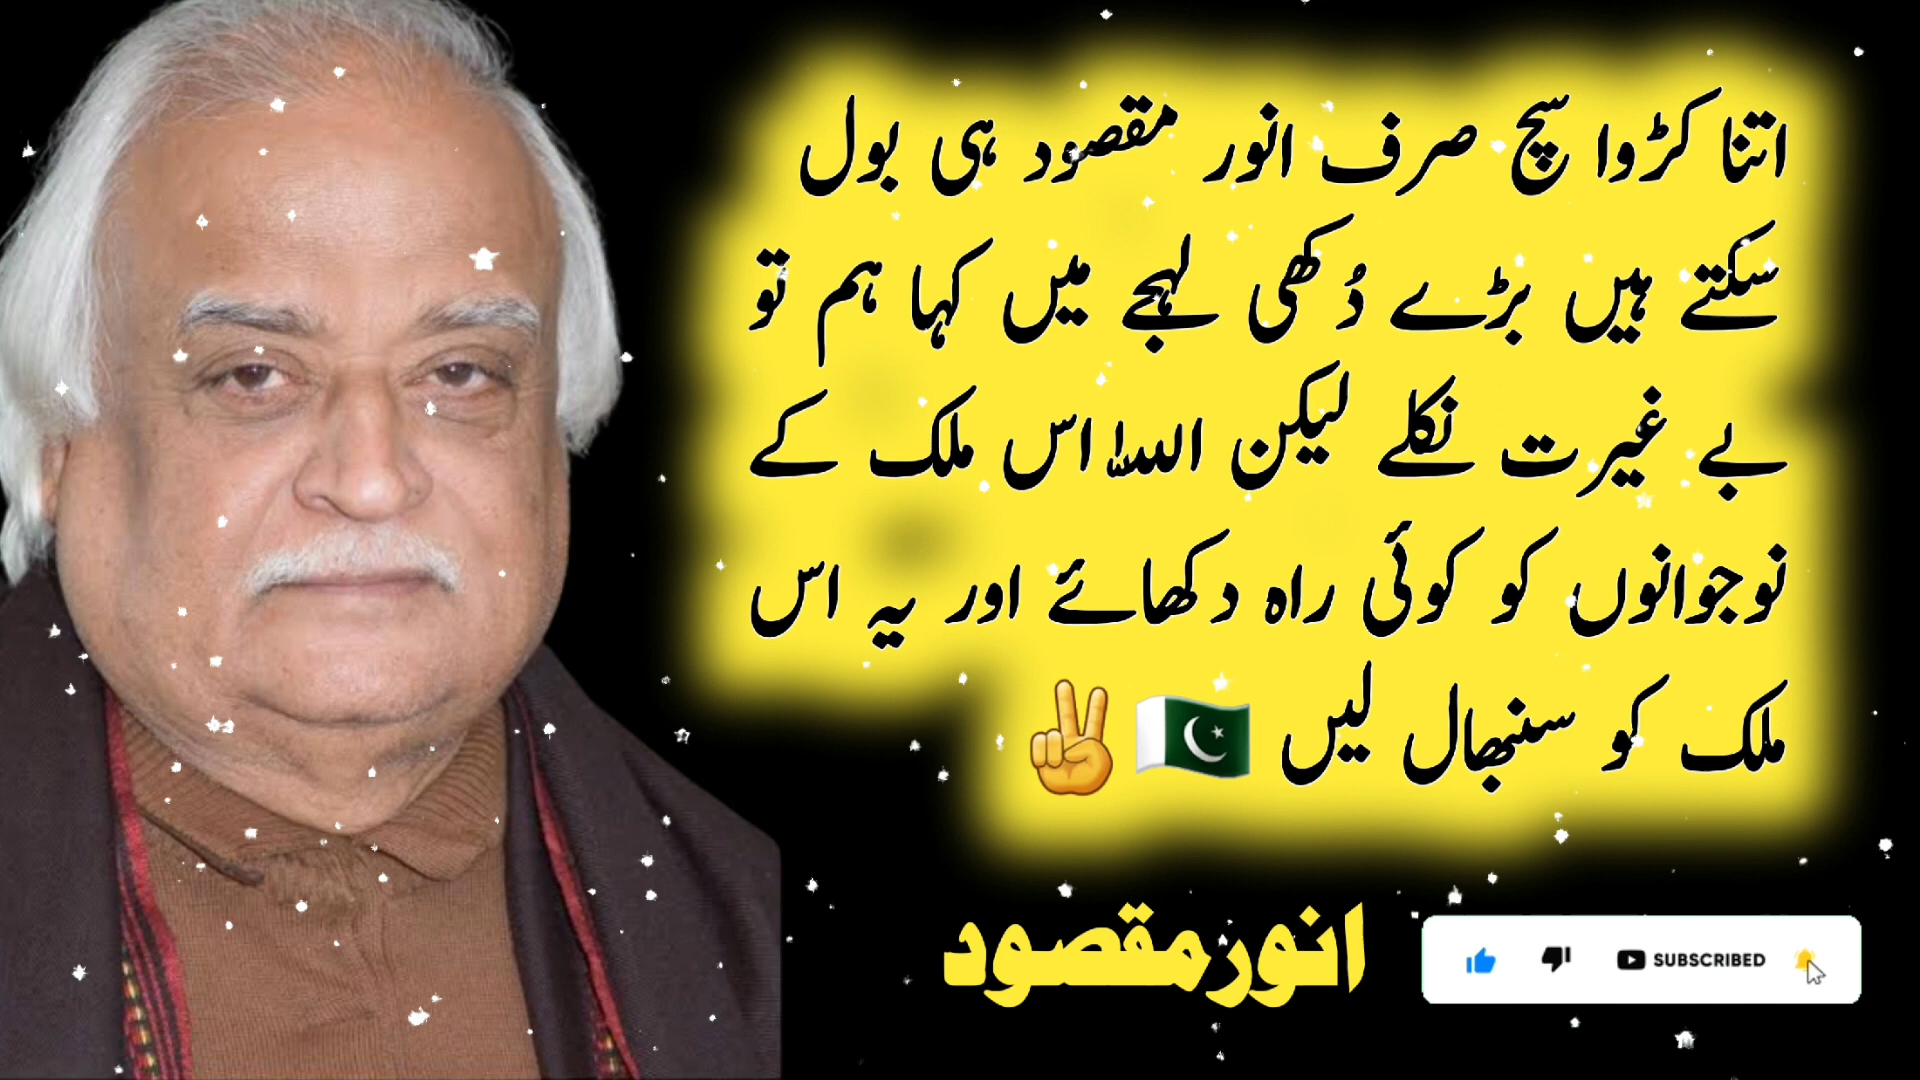 اتنا کڑوا سچ صرف انور مقصود ہی بول
سکتے ہیں بڑے دُکھی لہجے میں کہا ہم تو
بے غیرت نکلے لیکن اللہ اس ملک کے
نوجوانوں کو کوئی راہ دکھائے اور یہ اس
ملک کو سنبھال لیں 🇵🇰✌️
انور مقصود
SUBSCRIBED